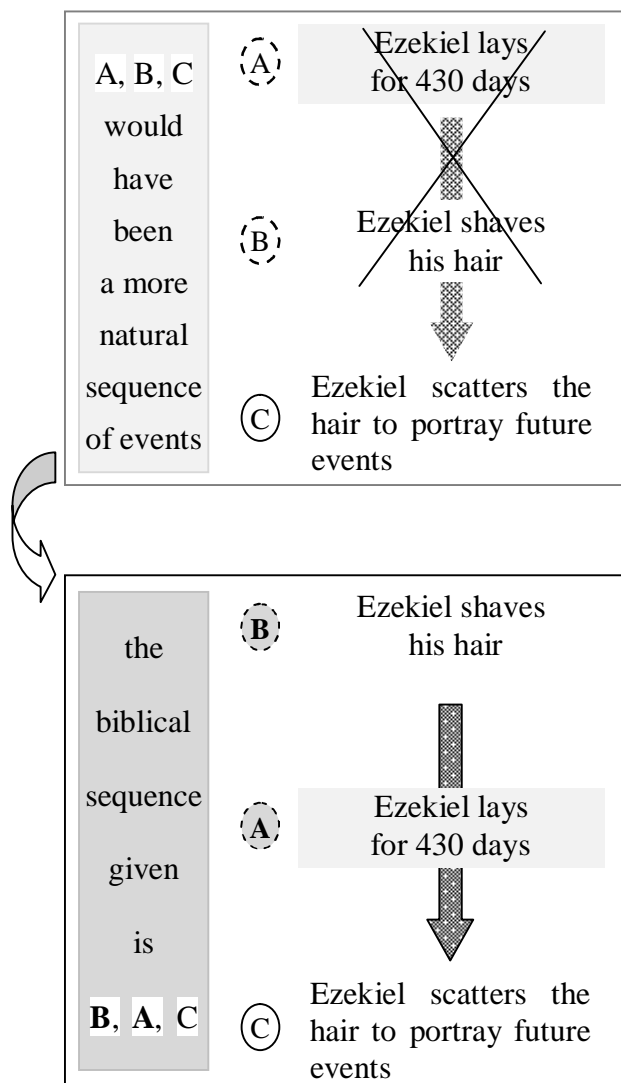 A, B, C
would
have
been
a more
natural
sequence
of events
A
Ezekiel lays
for 430 days
B
Ezekiel shaves
his hair
C
Ezekiel scatters the
hair to portray future
events
the
biblical
sequence
given
is
B, A, C
B
Ezekiel shaves
his hair
A
Ezekiel lays
for 430 days
C
Ezekiel scatters the
hair to portray future
events